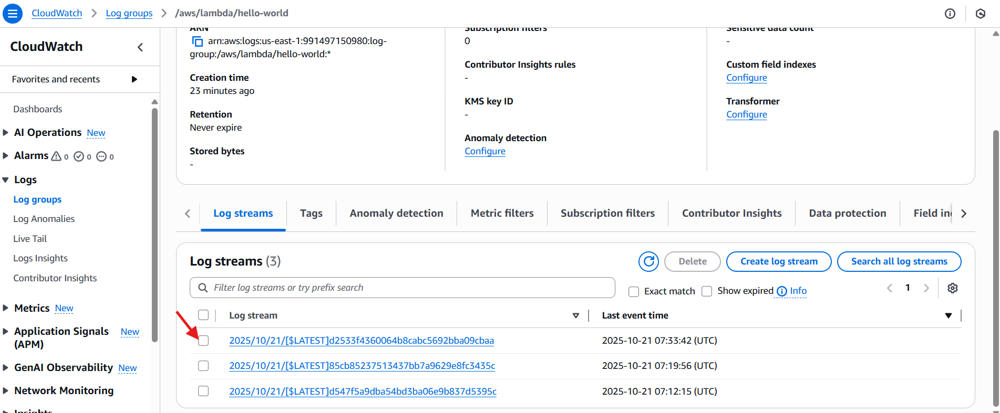 CloudWatch > Log groups > /aws/lambda/hello-world
CloudWatch
Favorites and recents
Dashboards
AI Operations New
Alarms 0 0 0
Logs
Log groups
Log Anomalies
Live Tail
Logs Insights
Contributor Insights
Metrics New
Application Signals New
(APM)
GenAI Observability New
Network Monitoring
Insights
ARN
arn:aws:logs:us-east-1:991497150980:log-
group:/aws/lambda/hello-world:*
Creation time
23 minutes ago
Retention
Never expire
Stored bytes
-
Subscription filters
0
Contributor Insights rules
-
KMS key ID
-
Anomaly detection
Configure
Sensitive data count
-
Custom field indexes
Configure
Transformer
Configure
Log streams Tags Anomaly detection Metric filters Subscription filters Contributor Insights Data protection Field in
Log streams (3)
Delete Create log stream Search all log streams
Filter log streams or try prefix search
Exact match Show expired Info
1
Log stream Last event time
2025/10/21/[$LATEST]d2533f4360064b8cabc5692bba09cbaa 2025-10-21 07:33:42 (UTC)
2025/10/21/[$LATEST]85cb85237513437bb7a9629e8fc3435c 2025-10-21 07:19:56 (UTC)
2025/10/21/[$LATEST]d547f5a9dba54bd3ba06e9b837d5395c 2025-10-21 07:12:15 (UTC)